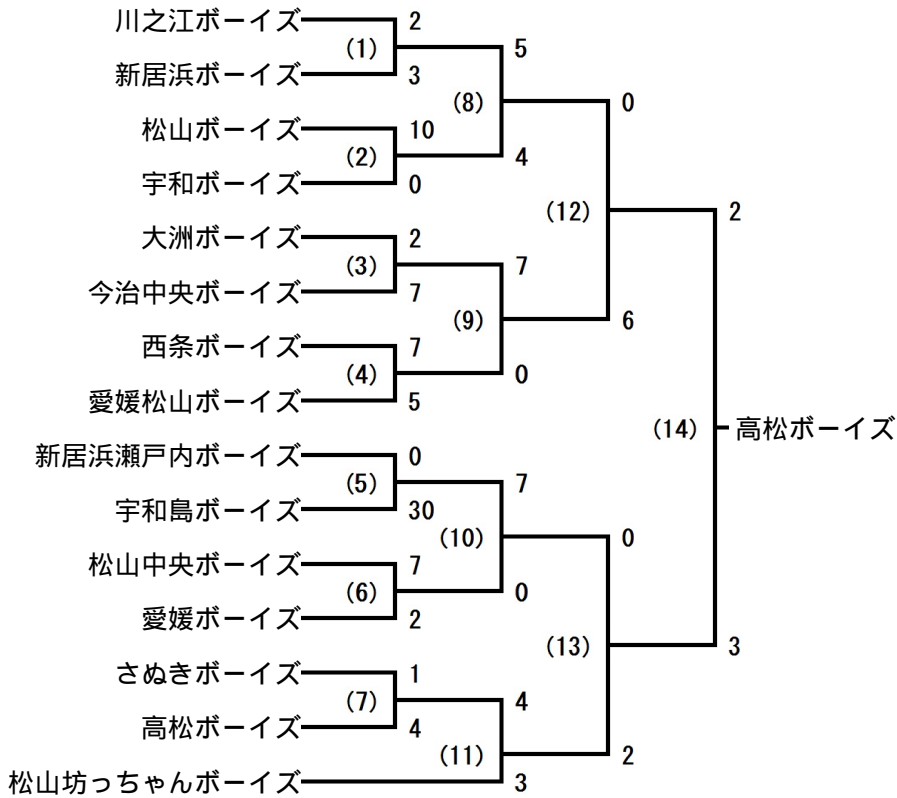 川之江ボーイズ 2
(1) 5
新居浜ボーイズ 3
(8) 0
松山ボーイズ 10
(2) 4
宇和ボーイズ 0
(12) 2
大洲ボーイズ 2
(3) 7
今治中央ボーイズ 7
(9) 6
西条ボーイズ 7
(4) 0
愛媛松山ボーイズ 5
(14) 高松ボーイズ
新居浜瀬戸内ボーイズ 0
(5) 7
宇和島ボーイズ 30
(10) 0
松山中央ボーイズ 7
(6) 0
愛媛ボーイズ 2
(13) 3
さぬきボーイズ 1
(7) 4
高松ボーイズ 4
(11) 2
松山坊っちゃんボーイズ 3